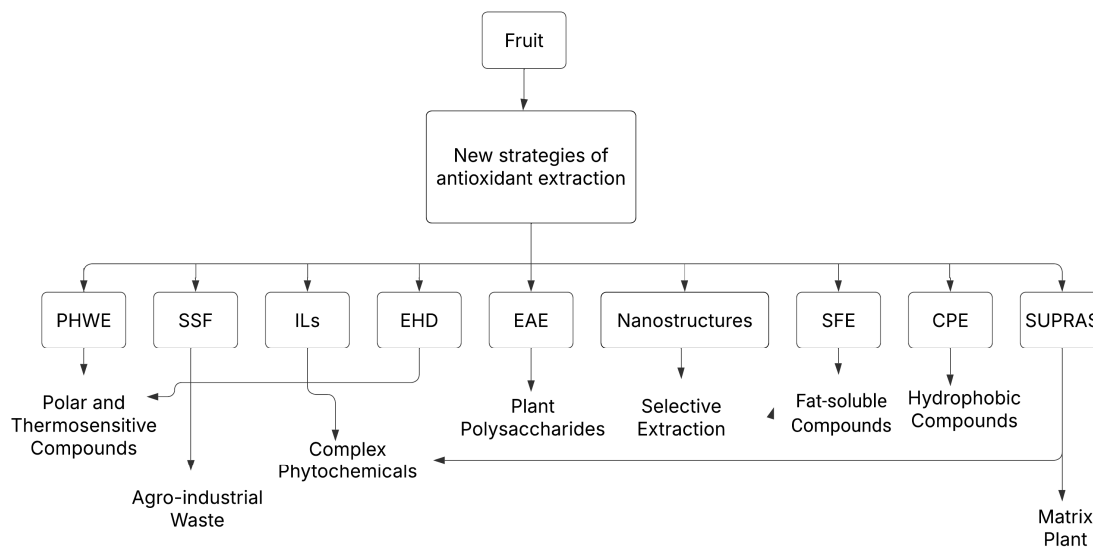 Fruit
New strategies of
antioxidant extraction
PHWE
SSF
ILs
EHD
EAE
Nanostructures
SFE
CPE
SUPRAS
Polar and
Thermosensitive
Compounds
Agro-industrial
Waste
Complex
Phytochemicals
Plant
Polysaccharides
Selective
Extraction
Fat-soluble
Compounds
Hydrophobic
Compounds
Matrix
Plant